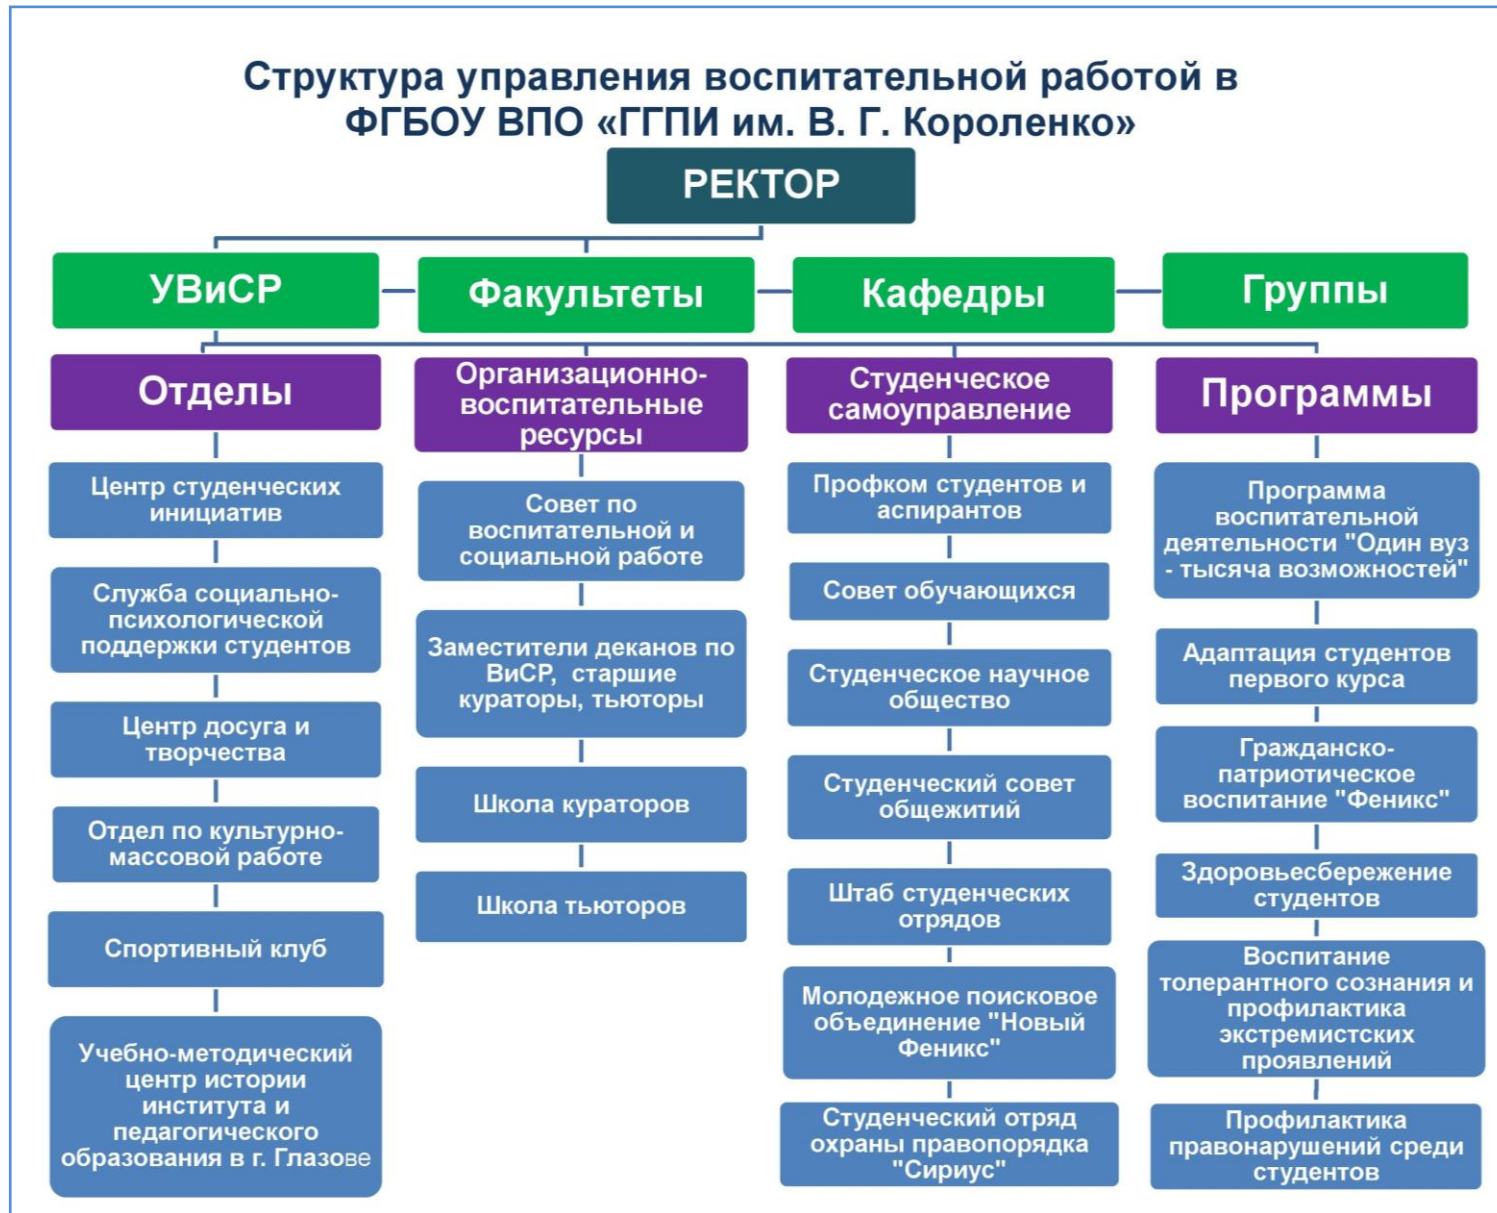 Структура управления воспитательной работой в
ФГБОУ ВПО «ГГПИ им. В. Г. Короленко»
РЕКТОР
УВиСР
Факультеты
Кафедры
Группы
Отделы
Организационно-
воспитательные
ресурсы
Студенческое
самоуправление
Программы
Центр студенческих
инициатив
Служба социально-
психологической
поддержки студентов
Центр досуга и
творчества
Отдел по культурно-
массовой работе
Спортивный клуб
Учебно-методический
центр истории
института и
педагогического
образования в г. Глазове
Совет по
воспитательной и
социальной работе
Заместители деканов по
ВиСР, старшие
кураторы, тьюторы
Школа кураторов
Школа тьюторов
Профком студентов и
аспирантов
Совет обучающихся
Студенческое научное
общество
Студенческий совет
общежитий
Штаб студенческих
отрядов
Молодежное поисковое
объединение "Новый
Феникс"
Студенческий отряд
охраны правопорядка
"Сириус"
Программа
воспитательной
деятельности "Один вуз
- тысяча возможностей"
Адаптация студентов
первого курса
Гражданско-
патриотическое
воспитание "Феникс"
Здоровьесбережение
студентов
Воспитание
толерантного сознания и
профилактика
экстремистских
проявлений
Профилактика
правонарушений среди
студентов